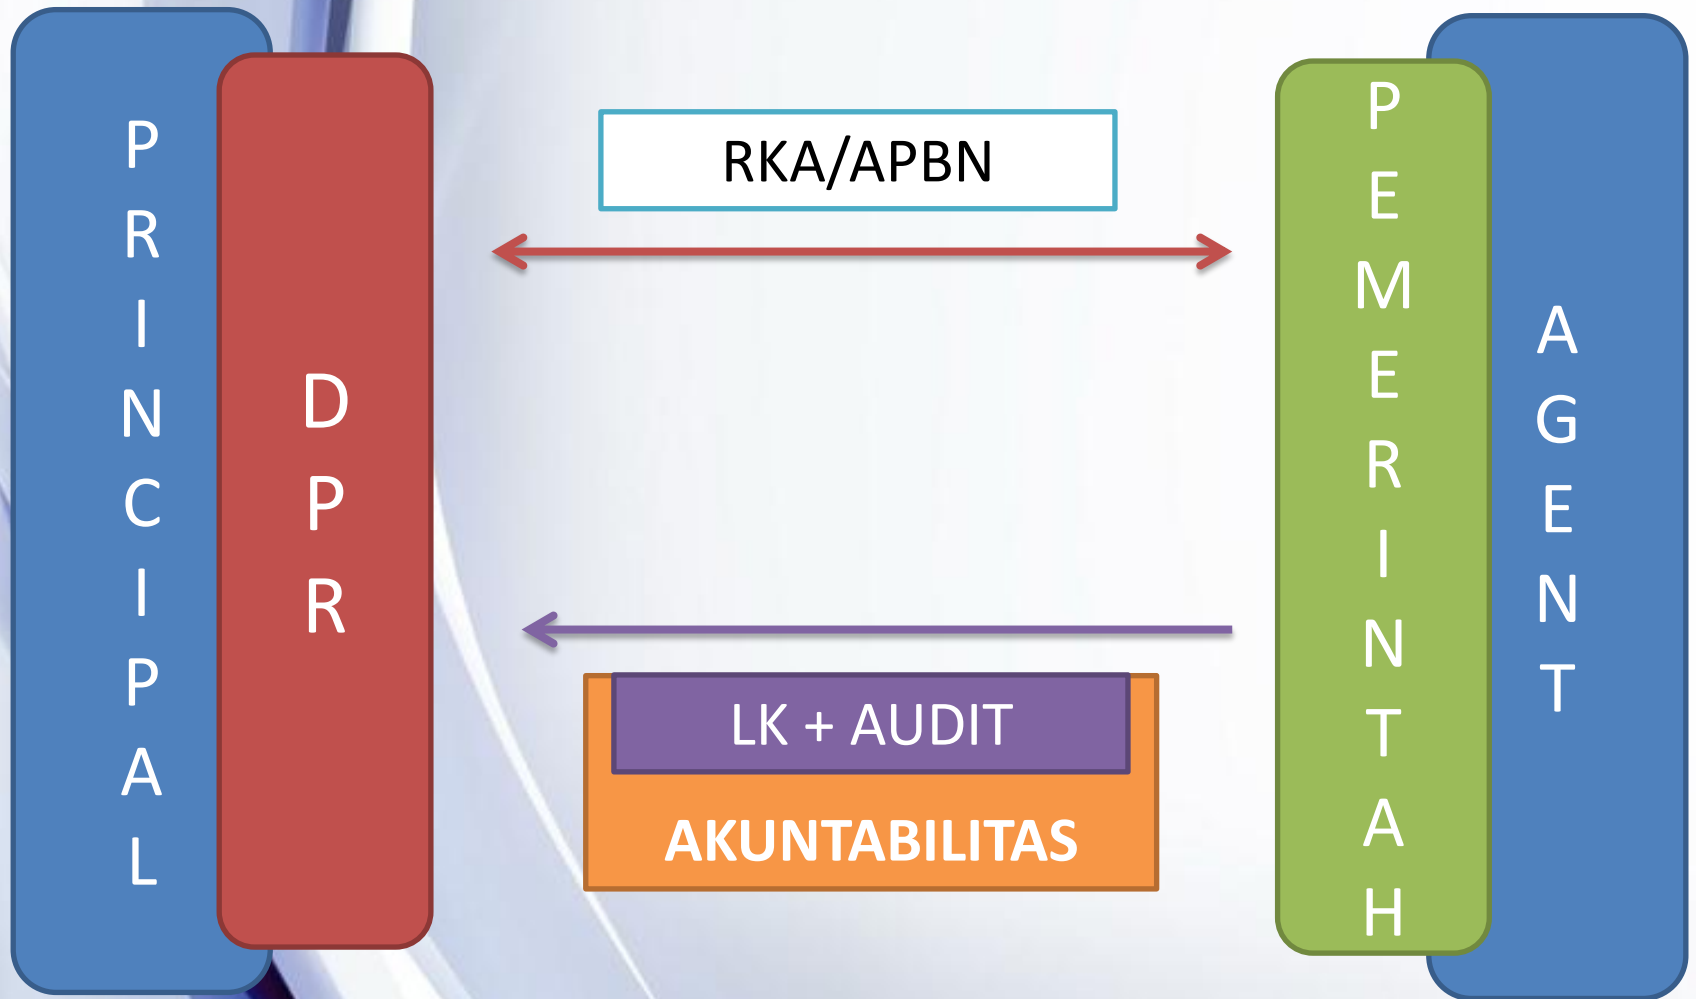 PRINCIPAL
DPR
RKA/APBN
LK + AUDIT
AKUNTABILITAS
PEMERINTAH
AGENT